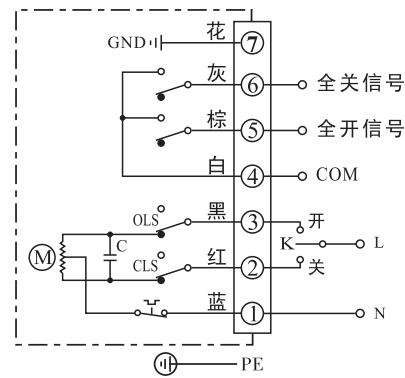 花
GND ⑦
灰
⑥ 全关信号
棕
⑤ 全开信号
白
④ COM
黑
OLS ③ 开
K L
M C
红
CLS ② 关
蓝
① N
PE